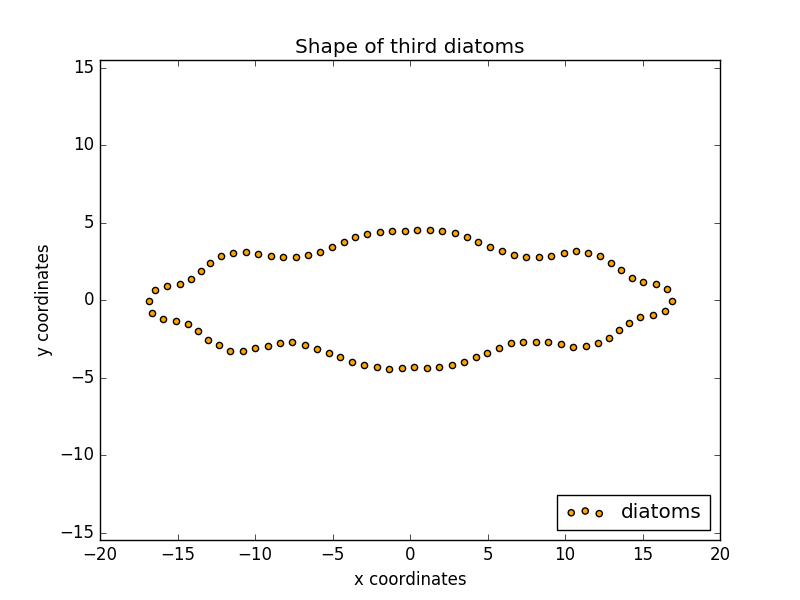 Shape of third diatoms
15
10
5
0
−5
−10
−15
y coordinates
−20 −15 −10 −5 0 5 10 15 20
x coordinates
diatoms